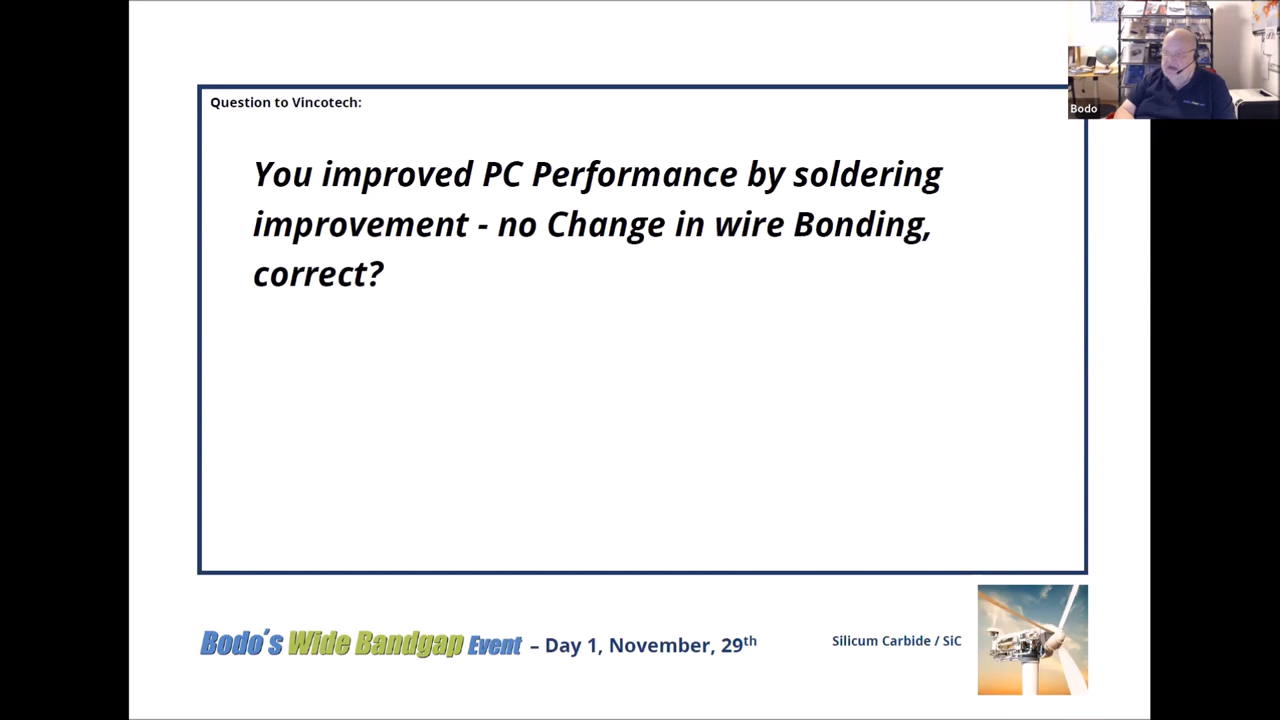 Question to Vincotech:
Bodo
You improved PC Performance by soldering
improvement - no Change in wire Bonding,
correct?
Bodo's Wide Bandgap Event – Day 1, November, 29th
Silicum Carbide / SiC